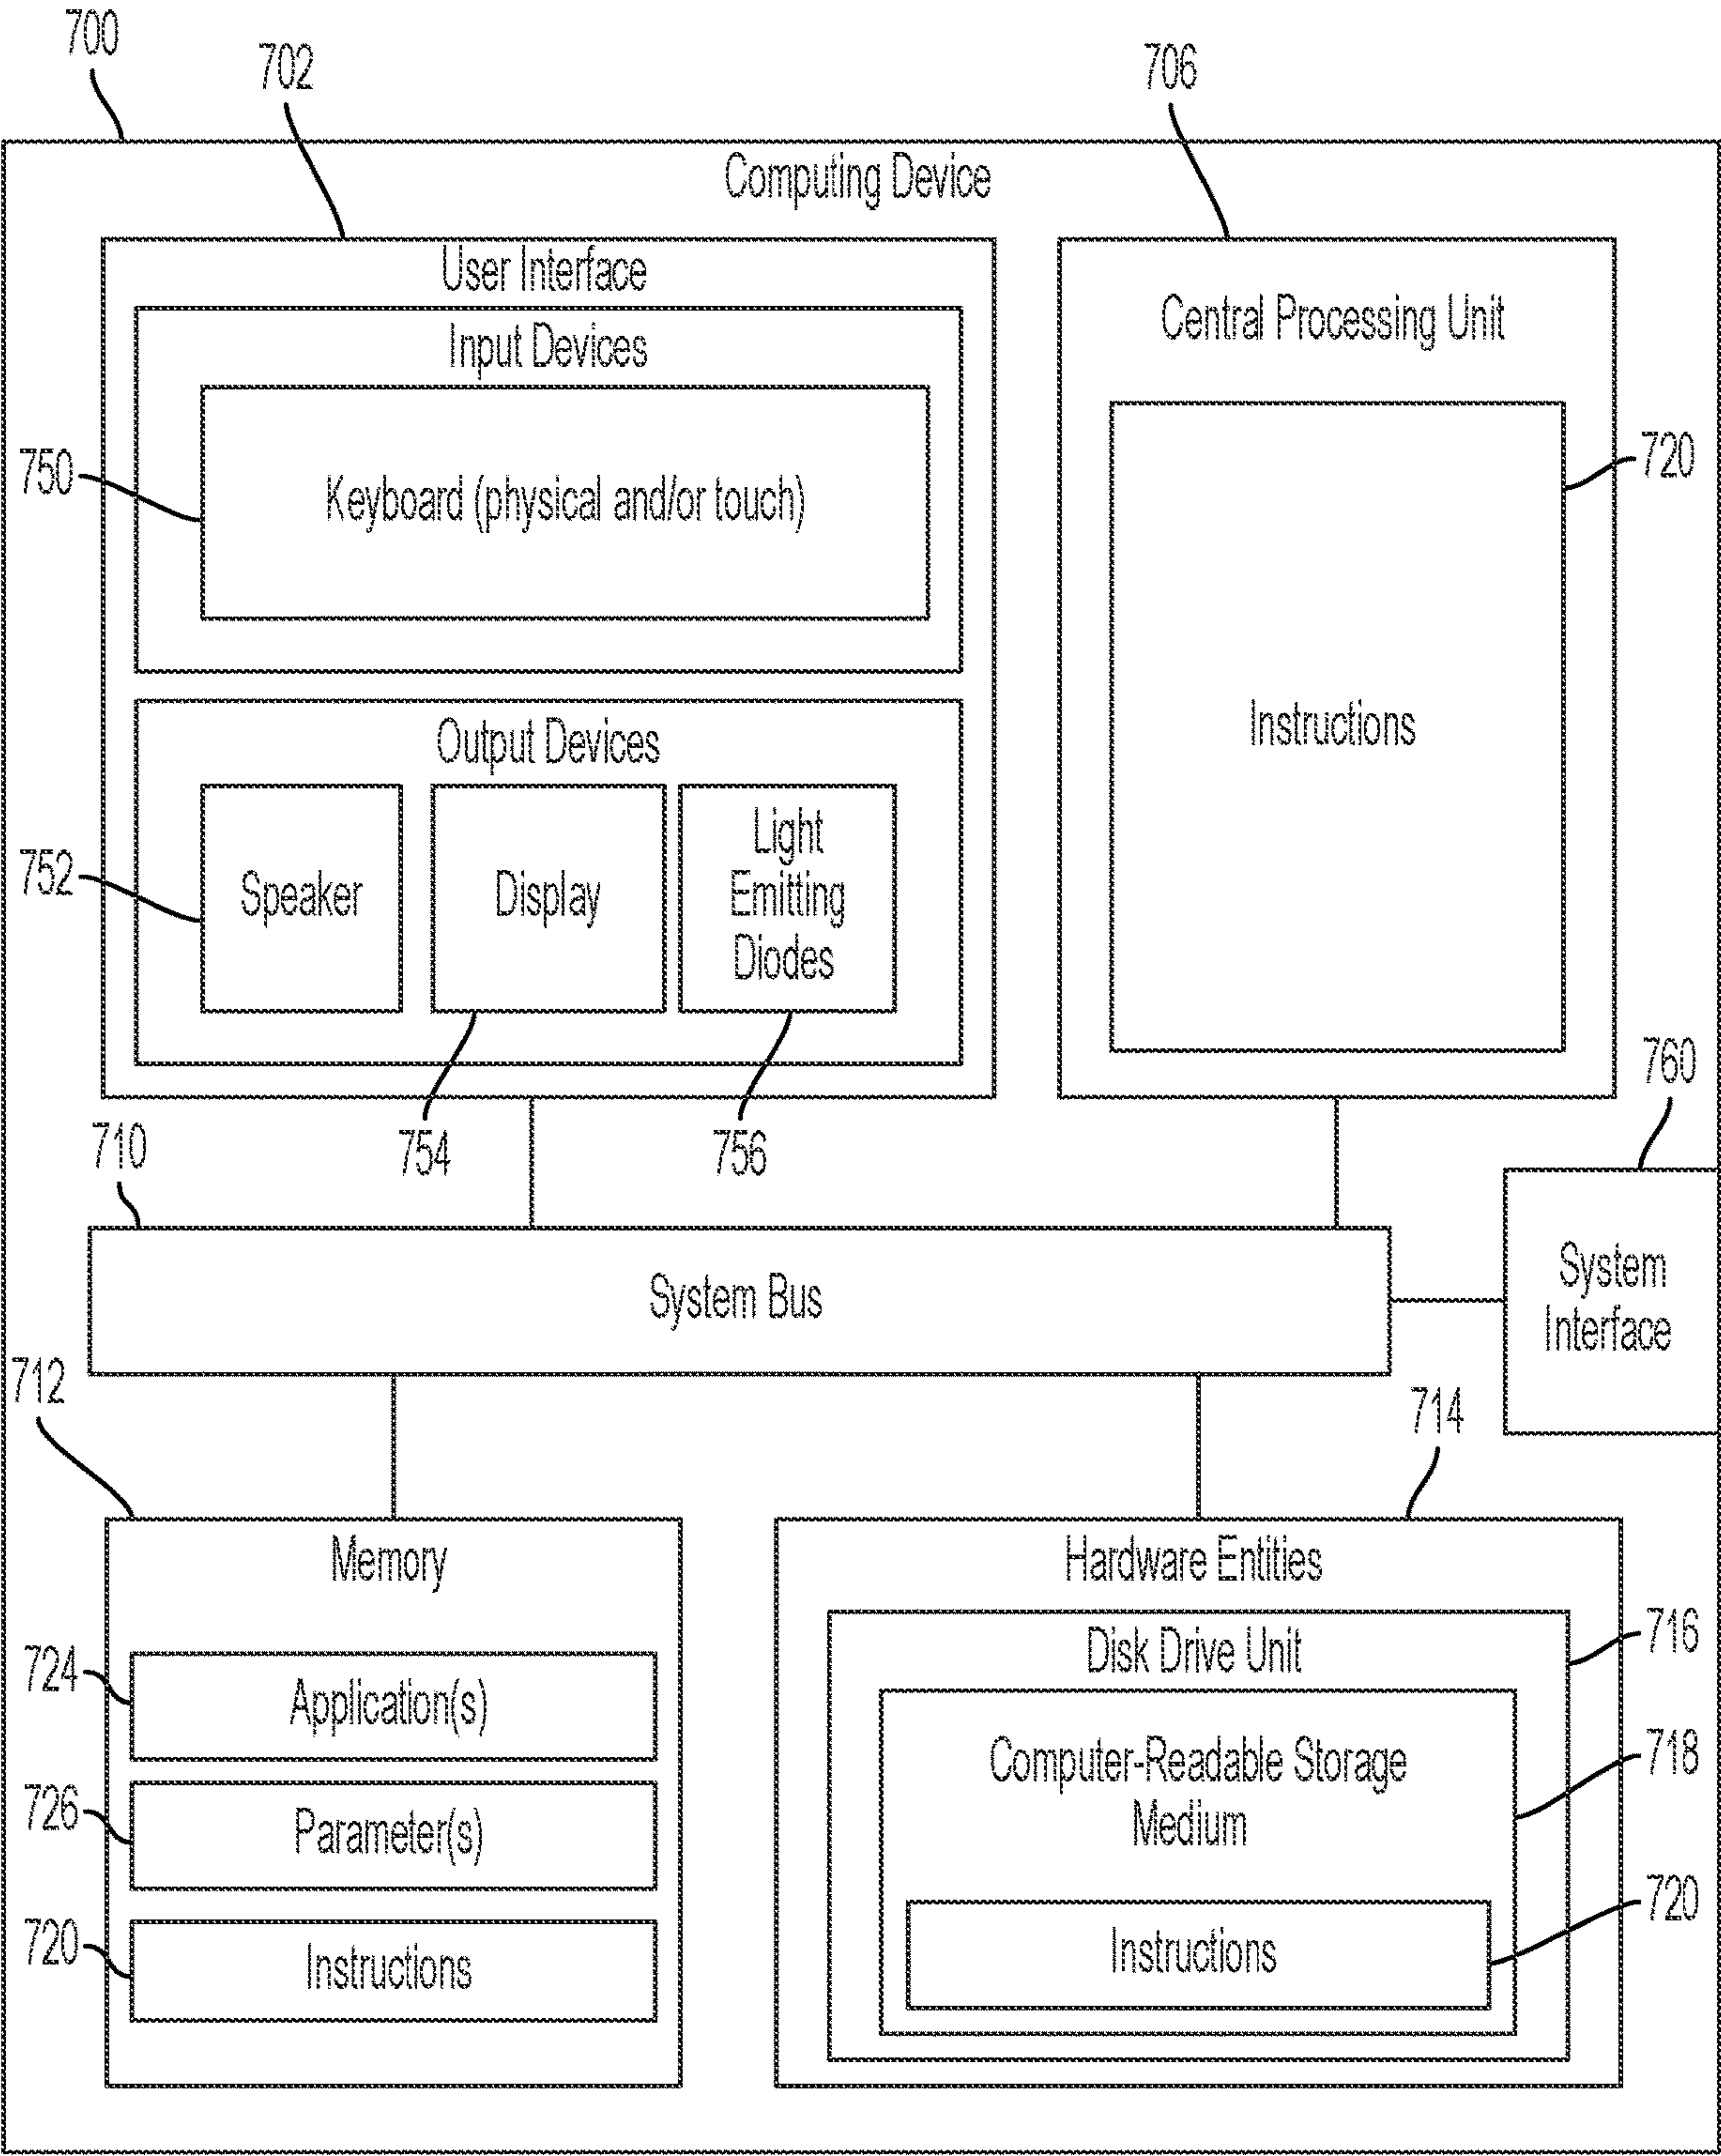 700
702
706
Computing Device
User Interface
Central Processing Unit
Input Devices
750
Keyboard (physical and/or touch)
720
Instructions
Output Devices
752
Speaker
Display
Light
Emitting
Diodes
754
756
760
710
System Bus
System
Interface
712
714
Memory
Hardware Entities
724
Application(s)
726
Parameter(s)
720
Instructions
Disk Drive Unit
716
Computer-Readable Storage
Medium
718
Instructions
720